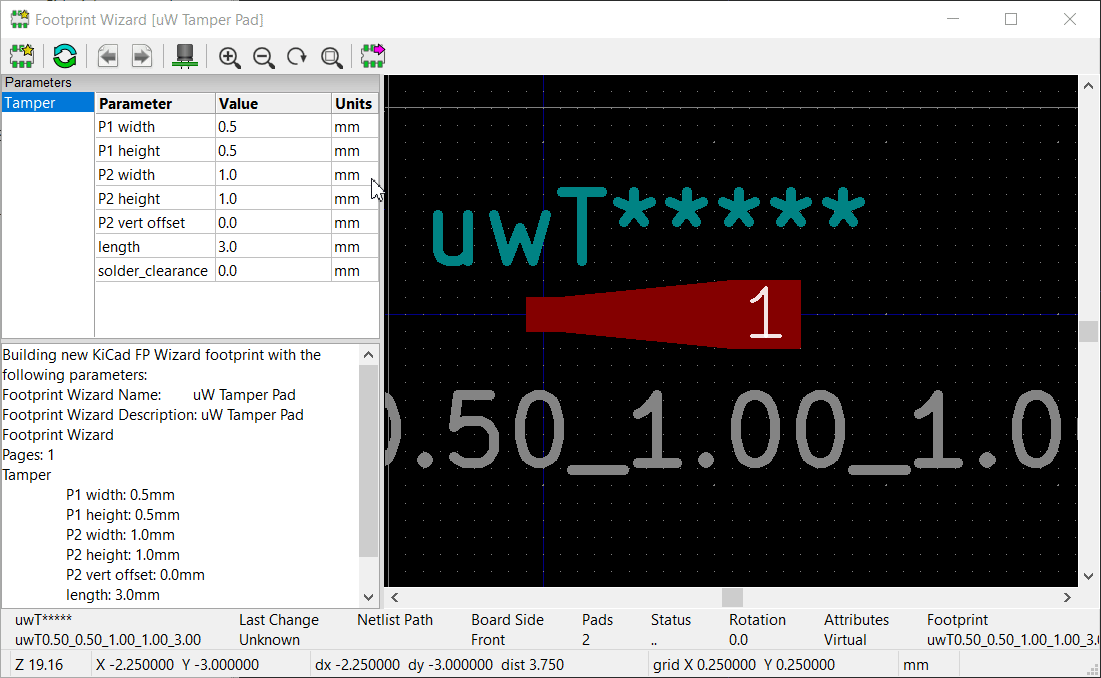 Footprint Wizard [uW Tamper Pad]
Parameters
Tamper
Parameter Value Units
P1 width 0.5 mm
P1 height 0.5 mm
P2 width 1.0 mm
P2 height 1.0 mm
P2 vert offset 0.0 mm
length 3.0 mm
solder_clearance 0.0 mm
uwT*****
1
0.50_1.00_1.0
Building new KiCad FP Wizard footprint with the
following parameters:
Footprint Wizard Name: uW Tamper Pad
Footprint Wizard Description: uW Tamper Pad
Footprint Wizard
Pages: 1
Tamper
P1 width: 0.5mm
P1 height: 0.5mm
P2 width: 1.0mm
P2 height: 1.0mm
P2 vert offset: 0.0mm
length: 3.0mm
uwT***** Last Change Netlist Path Board Side Pads Status Rotation Attributes Footprint
uwT0.50_0.50_1.00_1.00_3.00 Unknown Front 2 .. 0.0 Virtual uwT0.50_0.50_1.00_1.00_3.
Z 19.16 X -2.250000 Y -3.000000 dx -2.250000 dy -3.000000 dist 3.750 grid X 0.250000 Y 0.250000 mm